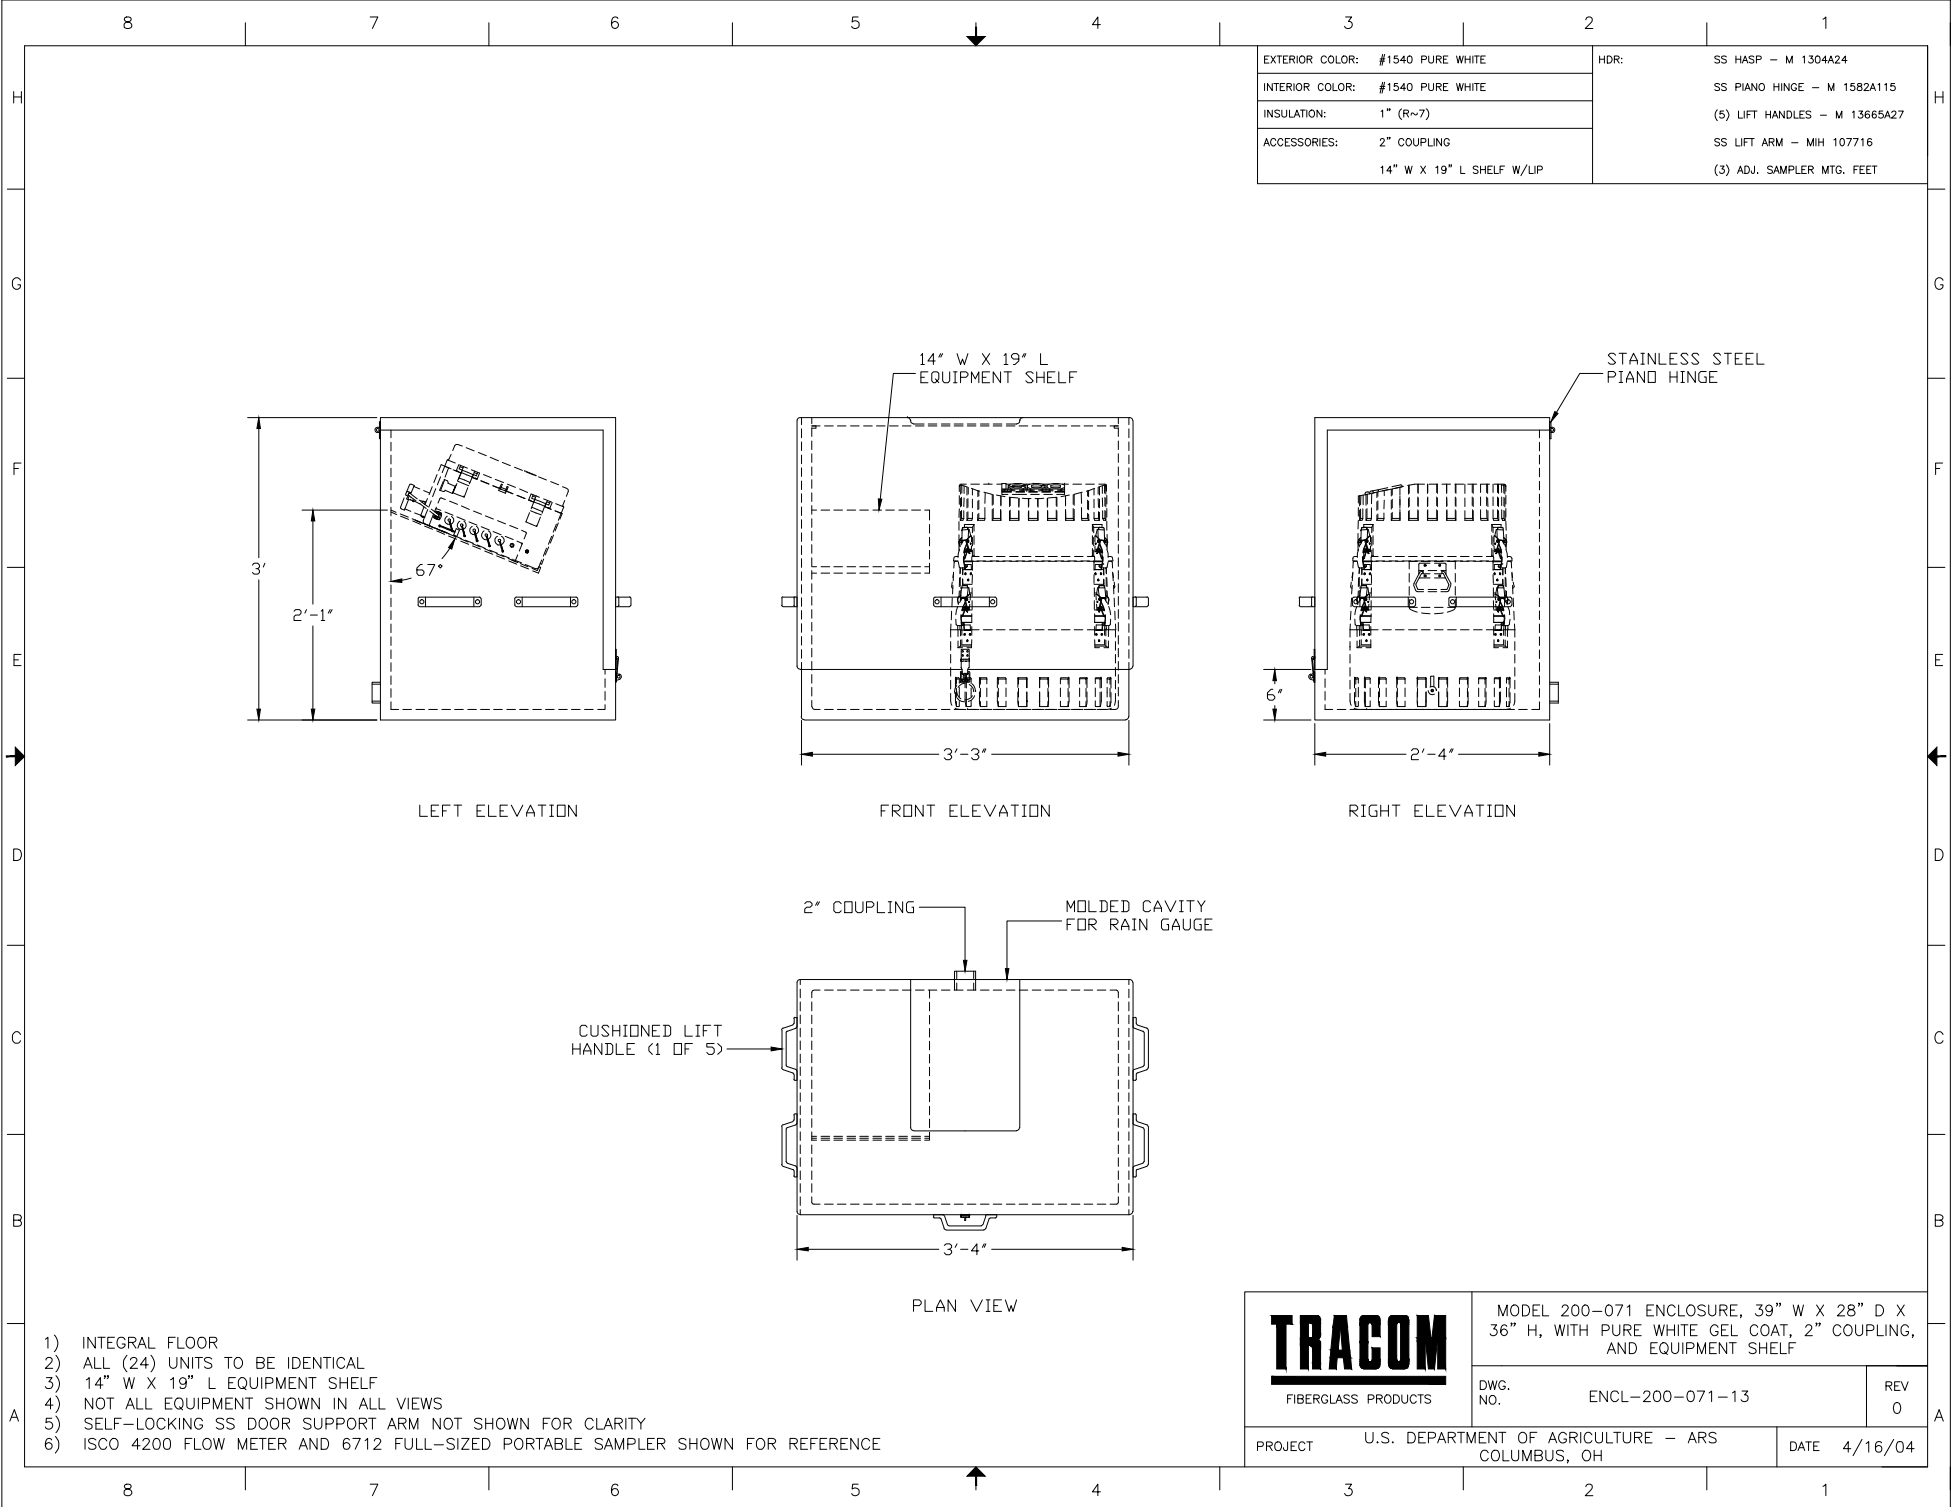 8 7 6 5 4 3 2 1
H
G
F
E
D
C
B
A
H
G
F
E
D
C
B
A
EXTERIOR COLOR: #1540 PURE WHITE
INTERIOR COLOR: #1540 PURE WHITE
INSULATION: 1" (R~7)
ACCESSORIES: 2" COUPLING
14" W X 19" L SHELF W/LIP
HDR: SS HASP – M 1304A24
SS PIANO HINGE – M 1582A115
(5) LIFT HANDLES – M 13665A27
SS LIFT ARM – MIH 107716
(3) ADJ. SAMPLER MTG. FEET
14" W X 19" L
EQUIPMENT SHELF
STAINLESS STEEL
PIANO HINGE
3'
2'-1"
67°
6"
3'-3"
2'-4"
LEFT ELEVATION
FRONT ELEVATION
RIGHT ELEVATION
2" COUPLING
MOLDED CAVITY
FOR RAIN GAUGE
CUSHIONED LIFT
HANDLE (1 OF 5)
3'-4"
PLAN VIEW
1) INTEGRAL FLOOR
2) ALL (24) UNITS TO BE IDENTICAL
3) 14" W X 19" L EQUIPMENT SHELF
4) NOT ALL EQUIPMENT SHOWN IN ALL VIEWS
5) SELF–LOCKING SS DOOR SUPPORT ARM NOT SHOWN FOR CLARITY
6) ISCO 4200 FLOW METER AND 6712 FULL–SIZED PORTABLE SAMPLER SHOWN FOR REFERENCE
TRACOM
FIBERGLASS PRODUCTS
MODEL 200–071 ENCLOSURE, 39" W X 28" D X
36" H, WITH PURE WHITE GEL COAT, 2" COUPLING,
AND EQUIPMENT SHELF
DWG.
NO.
ENCL–200–071–13
REV
0
PROJECT
U.S. DEPARTMENT OF AGRICULTURE – ARS
COLUMBUS, OH
DATE 4/16/04
8 7 6 5 4 3 2 1